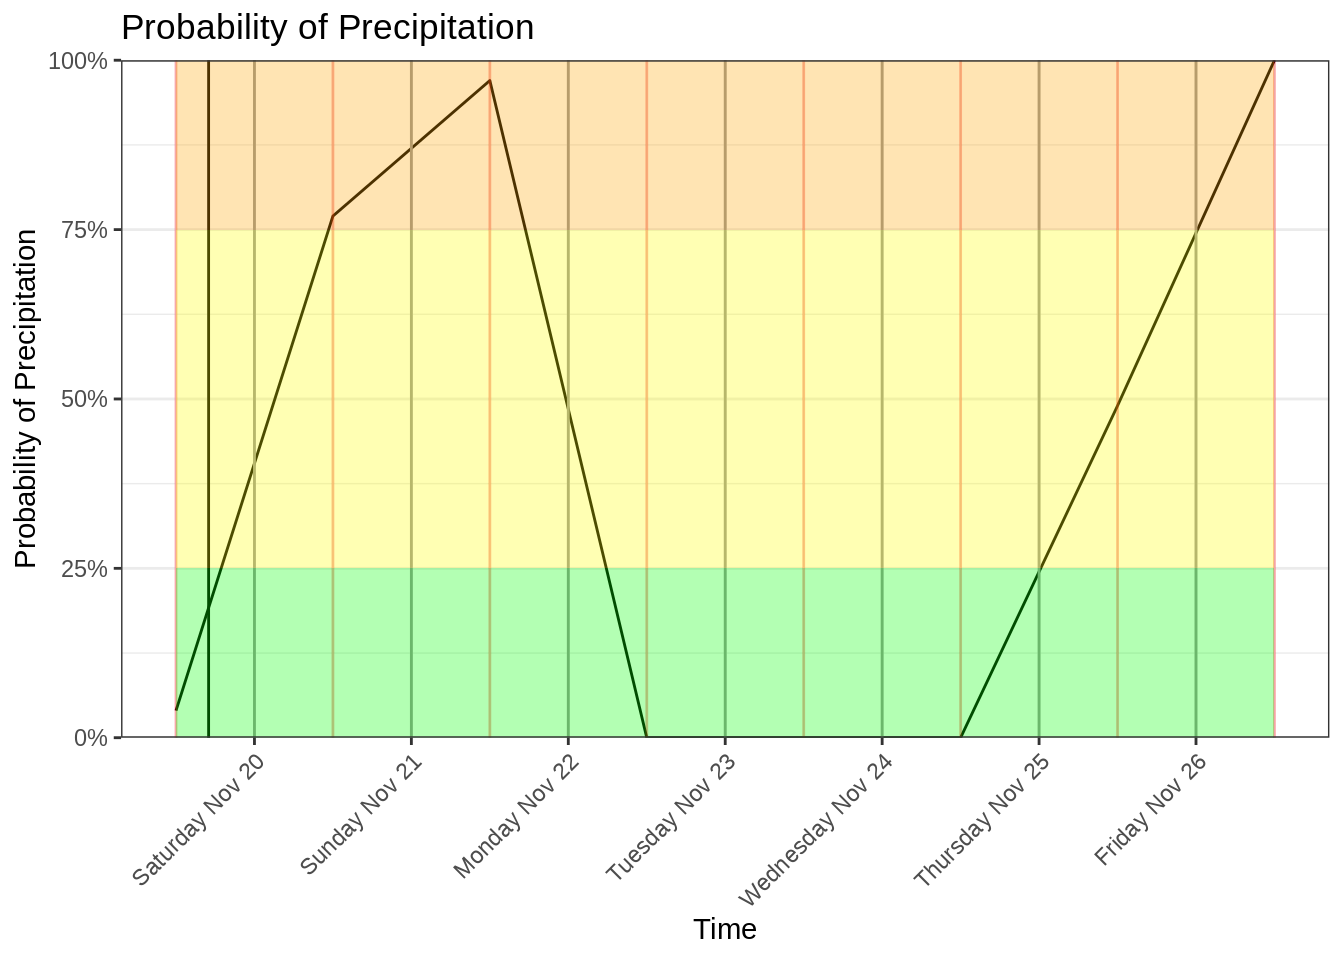 Probability of Precipitation
Probability of Precipitation
100%
75%
50%
25%
0%
Saturday Nov 20
Sunday Nov 21
Monday Nov 22
Tuesday Nov 23
Wednesday Nov 24
Thursday Nov 25
Friday Nov 26
Time